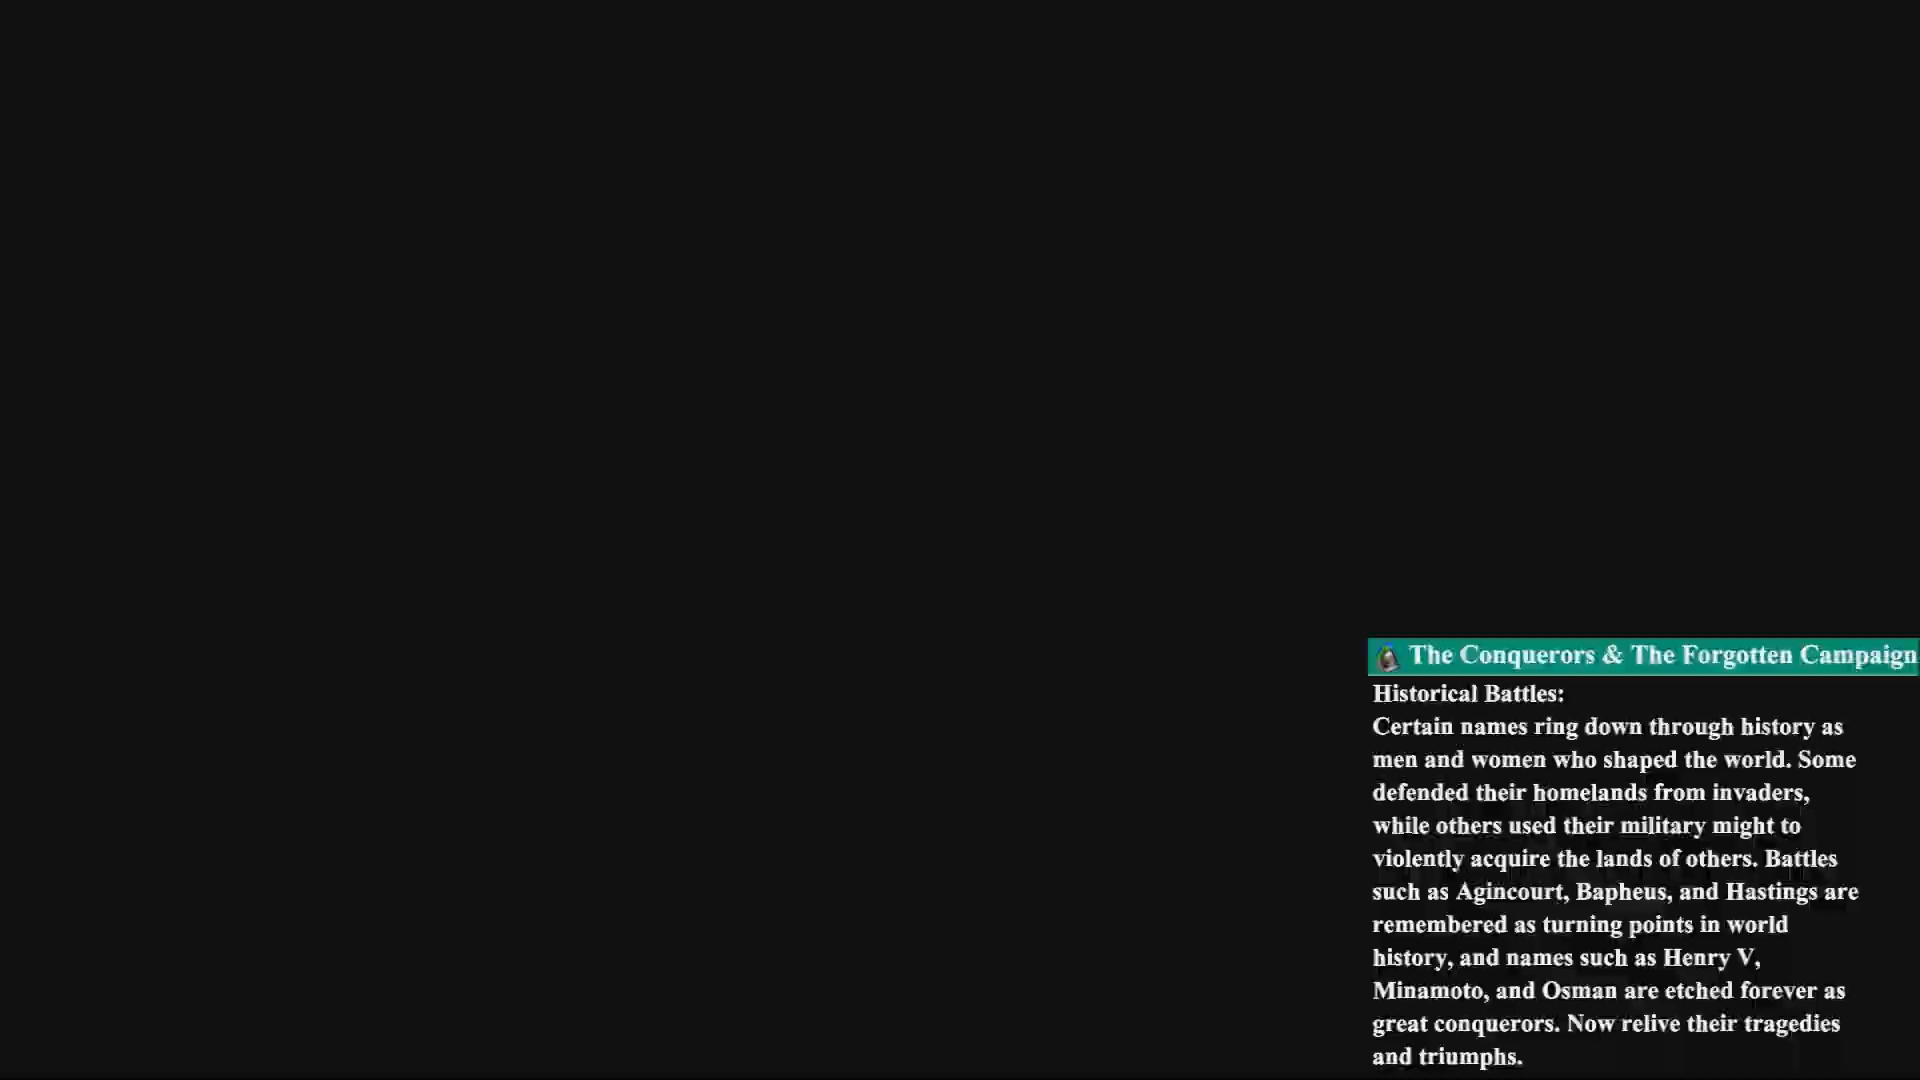 The Conquerors & The Forgotten Campaign
Historical Battles:
Certain names ring down through history as
men and women who shaped the world. Some
defended their homelands from invaders,
while others used their military might to
violently acquire the lands of others. Battles
such as Agincourt, Bapheus, and Hastings are
remembered as turning points in world
history, and names such as Henry V,
Minamoto, and Osman are etched forever as
great conquerors. Now relive their tragedies
and triumphs.